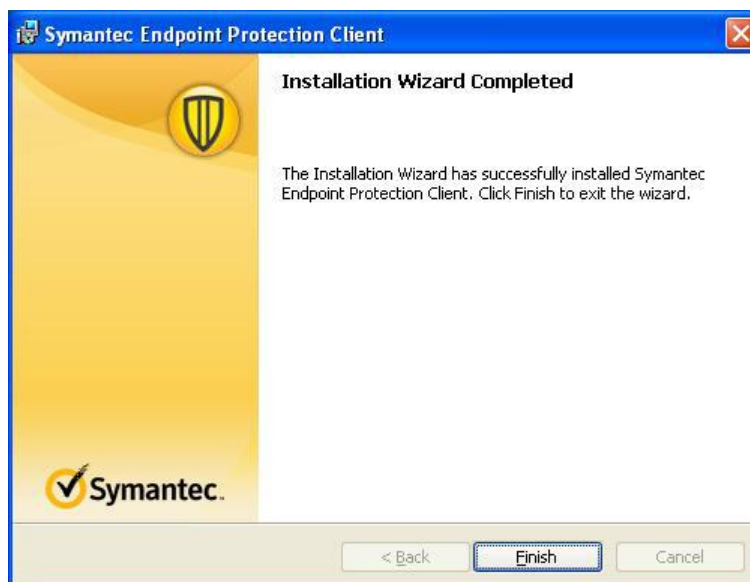 Symantec Endpoint Protection Client
Installation Wizard Completed
The Installation Wizard has successfully installed Symantec
Endpoint Protection Client. Click Finish to exit the wizard.
Symantec.
< Back
Finish
Cancel